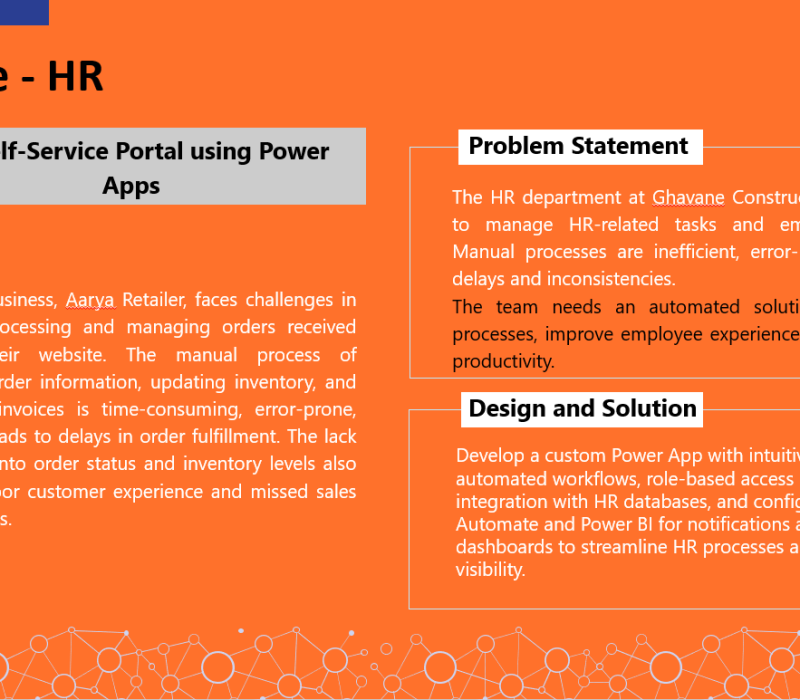 e - HR
lf-Service Portal using Power
Apps
usiness, Aarya Retailer, faces challenges in
ocessing and managing orders received
eir website. The manual process of
rder information, updating inventory, and
invoices is time-consuming, error-prone,
ads to delays in order fulfillment. The lack
nto order status and inventory levels also
oor customer experience and missed sales
s.
Problem Statement
The HR department at Ghavane Construc
to manage HR-related tasks and em
Manual processes are inefficient, error-
delays and inconsistencies.
The team needs an automated soluti
processes, improve employee experience
productivity.
Design and Solution
Develop a custom Power App with intuitiv
automated workflows, role-based access
integration with HR databases, and config
Automate and Power BI for notifications a
dashboards to streamline HR processes a
visibility.